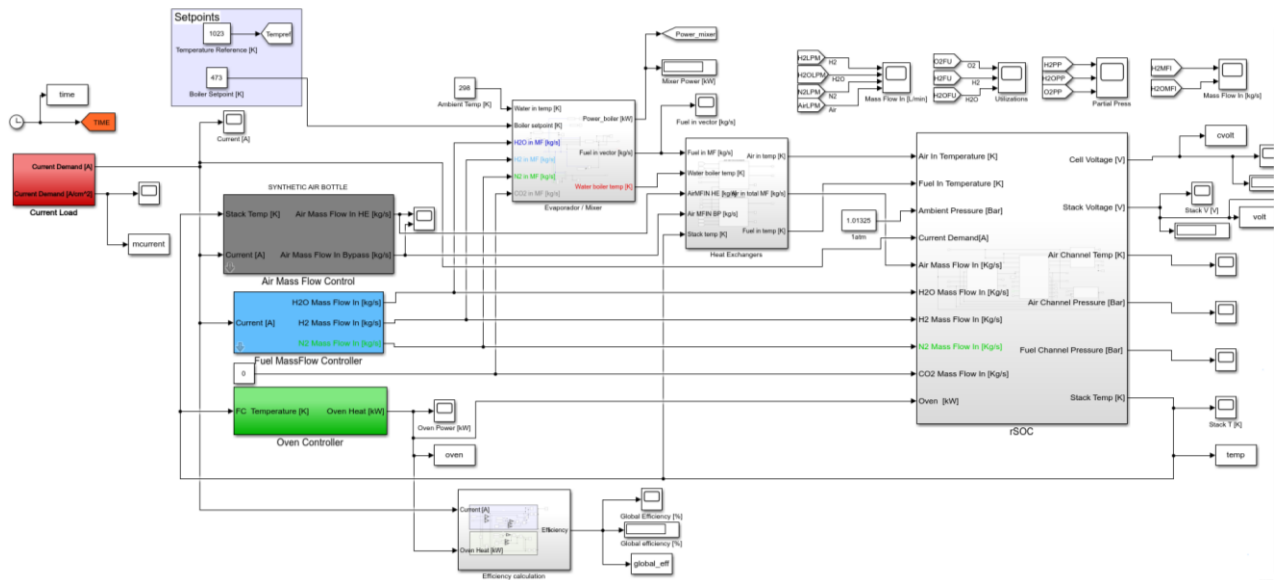 Setpoints
1023
Tempref
Temperature Reference [K]
473
Boiler Setpoint [K]
time
TIME
Current [A]
Current Demand [A]
Current Demand [A/cm^2]
Current Load
mcurrent
SYNTHETIC AIR BOTTLE
Stack Temp [K]
Air Mass Flow In HE [kg/s]
Current [A]
Air Mass Flow In Bypass [kg/s]
Air Mass Flow Control
H2O Mass Flow In [kg/s]
Current [A]
H2 Mass Flow In [kg/s]
N2 Mass Flow In [kg/s]
Fuel MassFlow Controller
0
FC Temperature [K]
Oven Heat [kW]
Oven Controller
Oven Power [kW]
oven
298
Ambient Temp [K]
Water in temp [K]
Boiler setpoint [K]
H2O in MF [kg/s]
H2 in MF [kg/s]
N2 in MF [kg/s]
CO2 in MF [kg/s]
Power_boiler [kW]
Fuel in vector [kg/s]
Water boiler temp [K]
Evaporador / Mixer
Power_mixer
Mixer Power [kW]
Fuel in vector [kg/s]
Fuel in MF [kg/s]
Water boiler temp [K]
AirMFIN HE [kg/s]
Air MFIN BP [kg/s]
Stack temp [K]
Air in temp [K]
Air in total MF [kg/s]
Fuel in temp [K]
Heat Exchangers
H2LPM
H2
H2OLPM
H2O
N2LPM
N2
AirLPM
Air
Mass Flow In [L/min]
O2FU
O2
H2FU
H2
H2OFU
H2O
Utilizations
H2PP
H2OPP
O2PP
Partial Press
H2MFI
H2OMFI
Mass Flow In [kg/s]
1.01325
1atm
Air In Temperature [K]
Fuel In Temperature [K]
Ambient Pressure [Bar]
Current Demand[A]
Air Mass Flow In [Kg/s]
H2O Mass Flow In [Kg/s]
H2 Mass Flow In [Kg/s]
N2 Mass Flow In [Kg/s]
CO2 Mass Flow In [Kg/s]
Oven [kW]
Cell Voltage [V]
Stack Voltage [V]
Air Channel Temp [K]
Air Channel Pressure [Bar]
Fuel Channel Pressure [Bar]
Stack Temp [K]
rSOC
cvolt
Stack V [V]
volt
Stack T [K]
temp
Current [A]
Oven Heat [kW]
Efficiency
Efficiency calculation
Global Efficiency [%]
Global efficiency [%]
global_eff